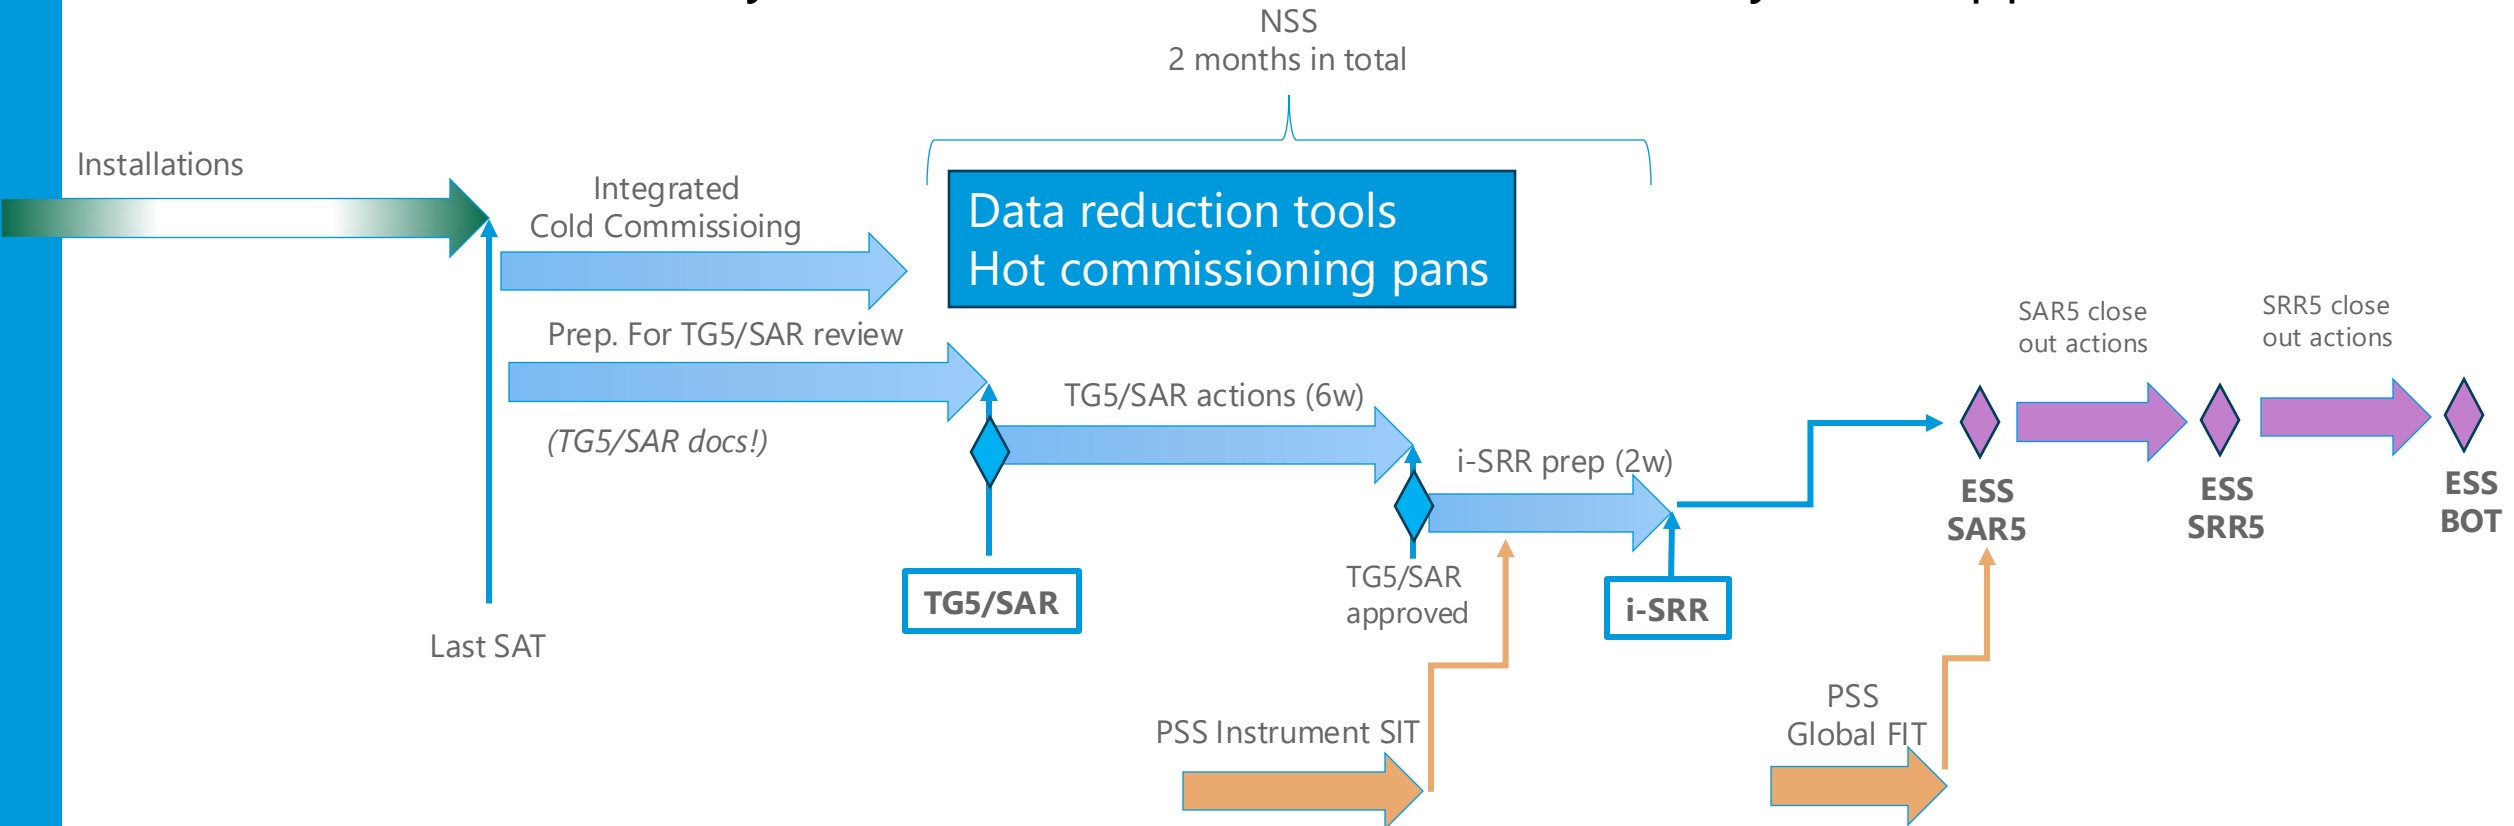 NSS
2 months in total
Installations
Integrated
Cold Commissioing
Data reduction tools
Hot commissioning pans
Prep. For TG5/SAR review
(TG5/SAR docs!)
TG5/SAR actions (6w)
i-SRR prep (2w)
SAR5 close
out actions
SRR5 close
out actions
ESS
SAR5
ESS
SRR5
ESS
BOT
TG5/SAR
TG5/SAR
approved
i-SRR
Last SAT
PSS Instrument SIT
PSS
Global FIT